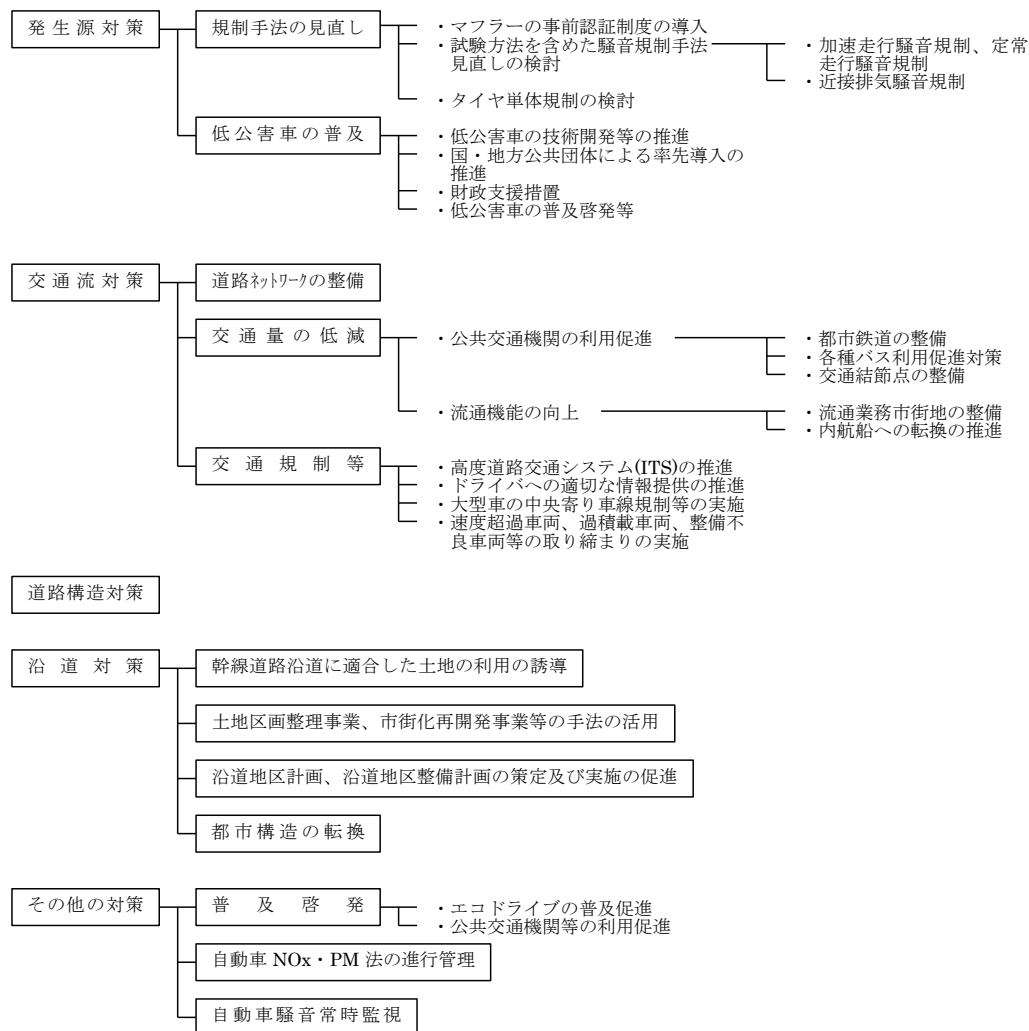 発生源対策
規制手法の見直し
・マフラーの事前認証制度の導入
・試験方法を含めた騒音規制手法
見直しの検討
・加速走行騒音規制、定常
走行騒音規制
・近接排気騒音規制
・タイヤ単体規制の検討
低公害車の普及
・低公害車の技術開発等の推進
・国・地方公共団体による率先導入の
推進
・財政支援措置
・低公害車の普及啓発等
交通流対策
道路ネットワークの整備
交通量の低減
・公共交通機関の利用促進
・都市鉄道の整備
・各種バス利用促進対策
・交通結節点の整備
・流通機能の向上
・流通業務市街地の整備
・内航船への転換の推進
交通規制等
・高度道路交通システム(ITS)の推進
・ドライバへの適切な情報提供の推進
・大型車の中央寄り車線規制等の実施
・速度超過車両、過積載車両、整備不
良車両等の取り締まりの実施
道路構造対策
沿道対策
幹線道路沿道に適合した土地の利用の誘導
土地区画整理事業、市街化再開発事業等の手法の活用
沿道地区計画、沿道地区整備計画の策定及び実施の促進
都市構造の転換
その他の対策
普及啓発
・エコドライブの普及促進
・公共交通機関等の利用促進
自動車 NOx・PM 法の進行管理
自動車騒音常時監視